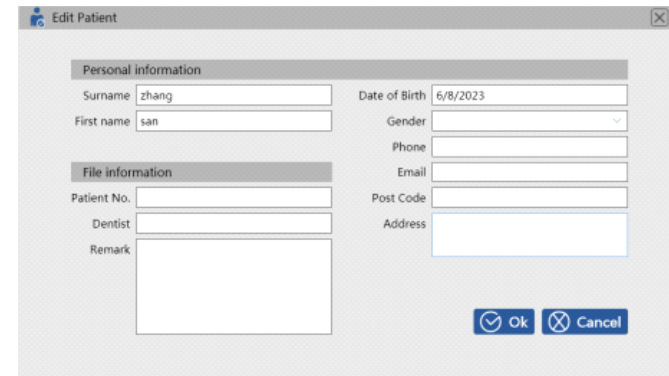 Edit Patient
Personal information
Surname zhang
First name san
Date of Birth 6/8/2023
Gender
Phone
Email
Post Code
Address
File information
Patient No.
Dentist
Remark
Ok Cancel